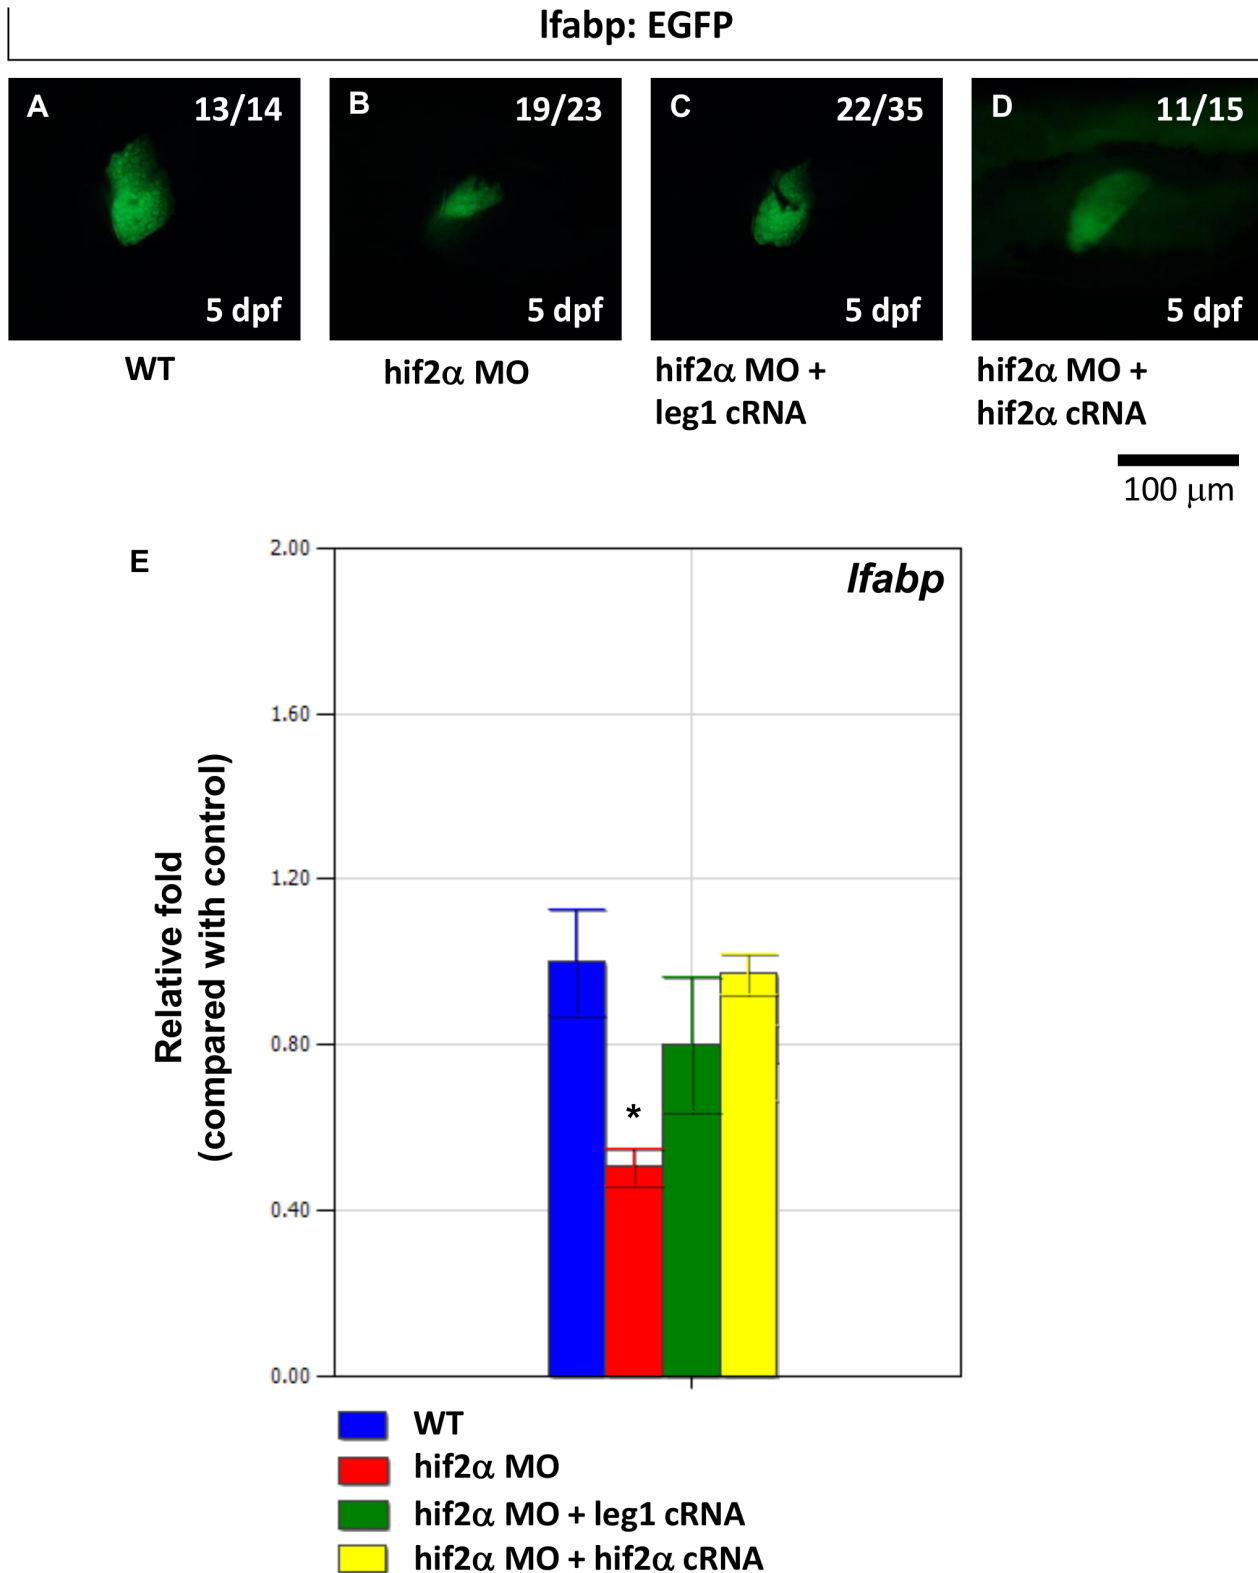 lfabp: EGFP
A 13/14
5 dpf
WT
B 19/23
5 dpf
hif2α MO
C 22/35
5 dpf
hif2α MO +
leg1 cRNA
D 11/15
5 dpf
hif2α MO +
hif2α cRNA
100 μm
E
lfabp
Relative fold
(compared with control)
2.00
1.60
1.20
0.80
0.40
0.00
*
WT
hif2α MO
hif2α MO + leg1 cRNA
hif2α MO + hif2α cRNA